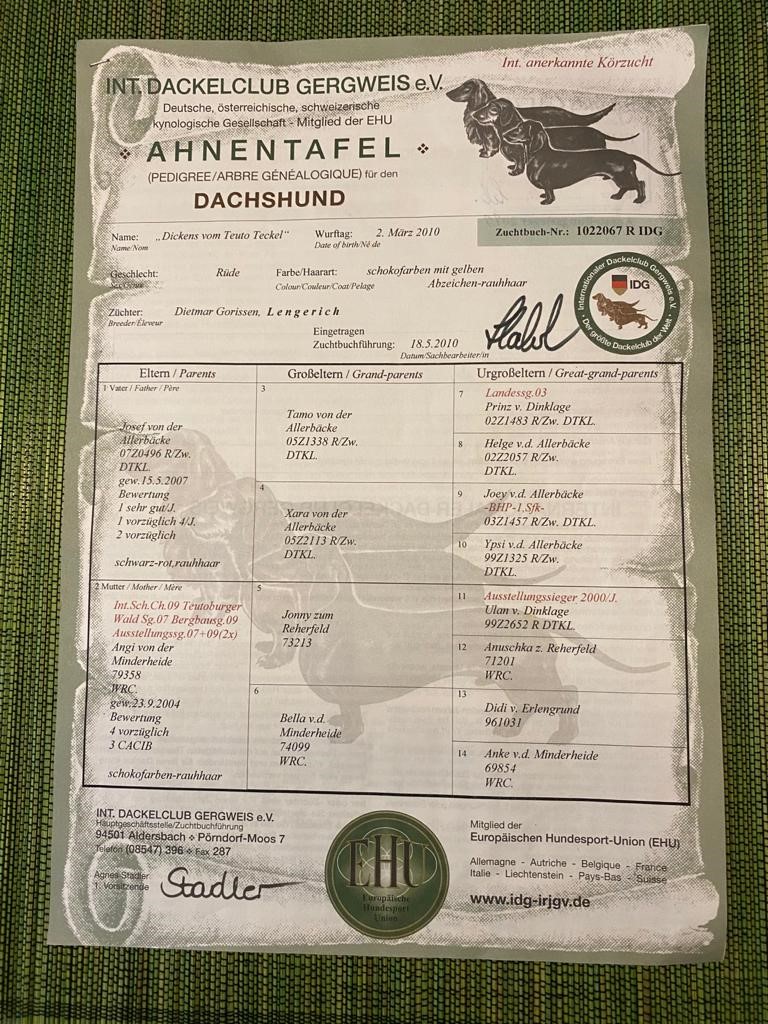 Int. anerkannte Körzucht
INT. DACKELCLUB GERGWEIS e.V.
Deutsche, österreichische, schweizerische
kynologische Gesellschaft - Mitglied der EHU
AHNENTAFEL
(PEDIGREE/ARBRE GÉNÉALOGIQUE) für den
DACHSHUND
Name: „Dickens vom Teuto Teckel" Wurftag: 2. März 2010 Zuchtbuch-Nr.: 1022067 R IDG
Name/Nom Date of birth/Né de
Geschlecht: Rüde Farbe/Haarart: schokofarben mit gelben
Sex/Sexe Colour/Couleur/Coat/Pelage Abzeichen-rauhhaar
Internationaler Dackelclub Gergweis e.V.
IDG
Der größte Dackelclub der Welt
Züchter: Dietmar Gorissen, Lengerich
Breeder/Éleveur
Eingetragen
Zuchtbuchführung: 18.5.2010
Datum/Sachbearbeiter/in
Eltern / Parents
1 Vater / Father / Père
Josef von der
Allerbäcke
07Z0496 R/Zw.
DTKL.
gew.15.5.2007
Bewertung
1 sehr gut/J.
1 vorzüglich 4/J.
2 vorzüglich
schwarz-rot,rauhhaar
2 Mutter / Mother / Mère
Int.Sch.Ch.09 Teutoburger
Wald Sg.07 Bergbausg.09
Ausstellungssg.07+09(2x)
Angi von der
Minderheide
79358
WRC.
gew.23.9.2004
Bewertung
4 vorzüglich
3 CACIB
schokofarben-rauhhaar
Großeltern / Grand-parents
3
Tamo von der
Allerbäcke
05Z1338 R/Zw.
DTKL.
4
Xara von der
Allerbäcke
05Z2113 R/Zw.
DTKL.
5
Jonny zum
Reherfeld
73213
6
Bella v.d.
Minderheide
74099
WRC.
Urgroßeltern / Great-grand-parents
7 Landessg.03
Prinz v. Dinklage
02Z1483 R/Zw. DTKL.
8 Helge v.d. Allerbäcke
02Z2057 R/Zw.
DTKL.
9 Joey v.d. Allerbäcke
-BHP-1.Sfk-
03Z1457 R/Zw. DTKL.
10 Ypsi v.d. Allerbäcke
99Z1325 R/Zw.
DTKL.
11 Ausstellungssieger 2000/J.
Ulan v. Dinklage
99Z2652 R DTKL.
12 Anuschka z. Reherfeld
71201
WRC.
13
Didi v. Erlengrund
961031
14 Anke v.d. Minderheide
69854
WRC.
INT. DACKELCLUB GERGWEIS e.V.
Hauptgeschäftsstelle/Zuchtbuchführung
94501 Aldersbach ❖ Pörndorf-Moos 7
Telefon (08547) 396 ❖ Fax 287
Agnes Stadler
1. Vorsitzende
Stadler
EHU
Europäische
Hundesport
Union
Mitglied der
Europäischen Hundesport-Union (EHU)
Allemagne - Autriche - Belgique - France
Italie - Liechtenstein - Pays-Bas - Suisse
www.idg-irjgv.de